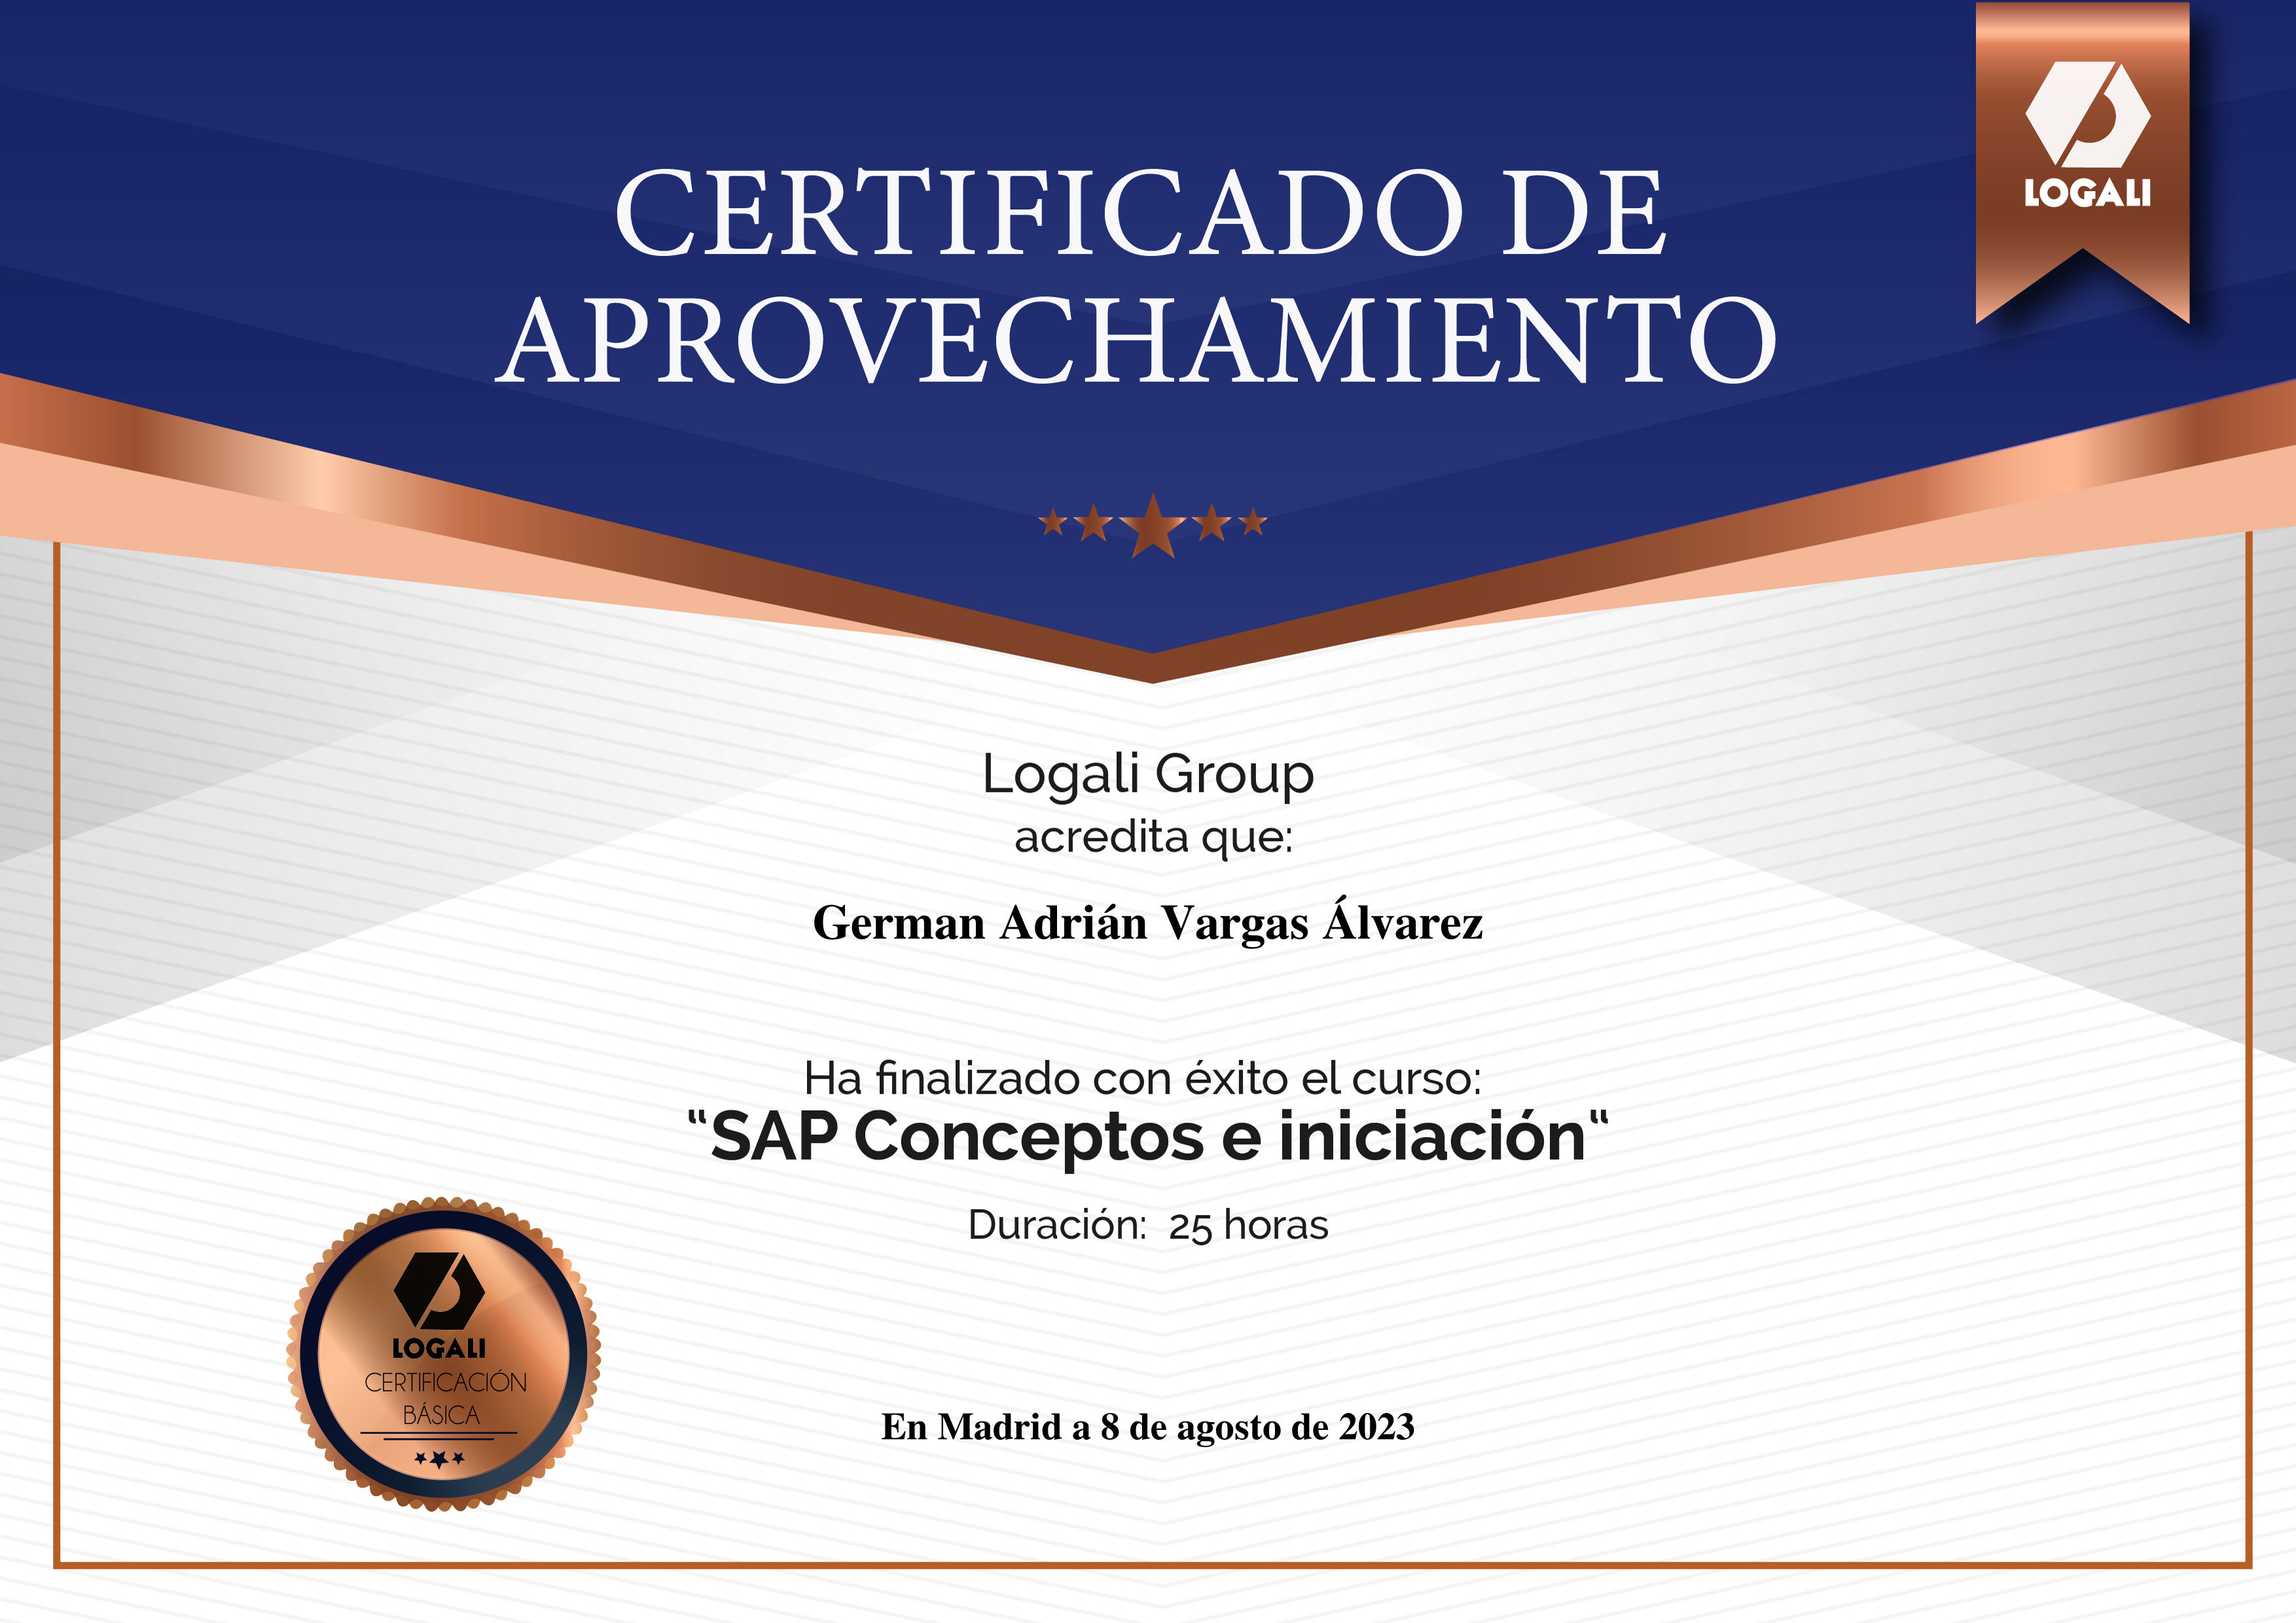 LOGALI
CERTIFICADO DE
APROVECHAMIENTO
Logali Group
acredita que:
German Adrián Vargas Álvarez
Ha finalizado con éxito el curso:
“SAP Conceptos e iniciación“
Duración: 25 horas
LOGALI
CERTIFICACIÓN
BÁSICA
En Madrid a 8 de agosto de 2023